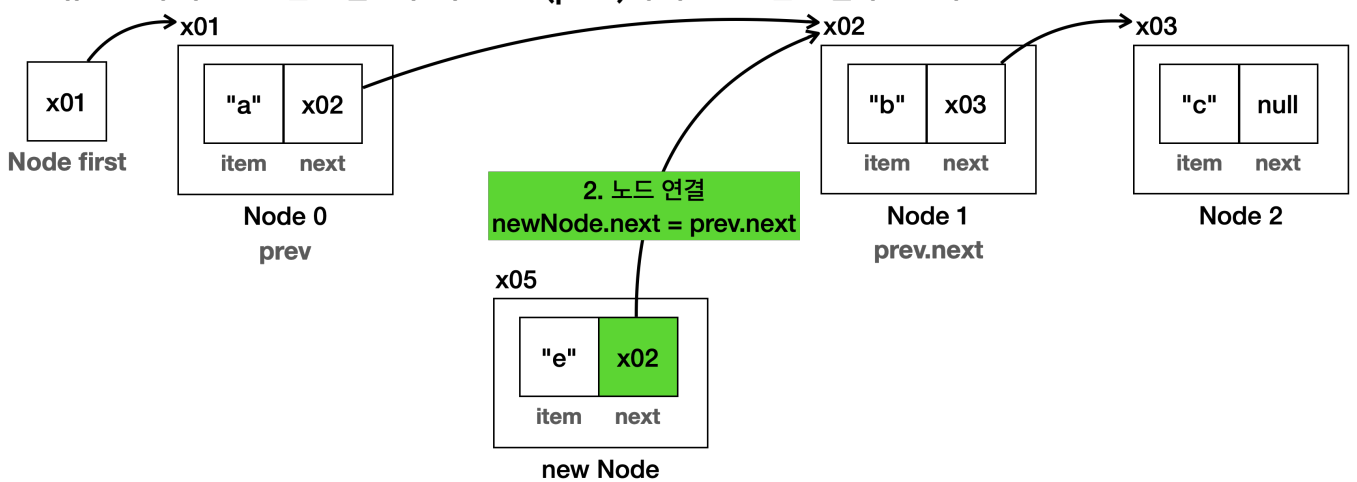 x01
x02
x03
x01
"a"
x02
"b"
x03
"c"
null
Node first
item
next
item
next
item
next
2. 노드 연결
newNode.next = prev.next
Node 0
prev
Node 1
prev.next
Node 2
x05
"e"
x02
item
next
new Node